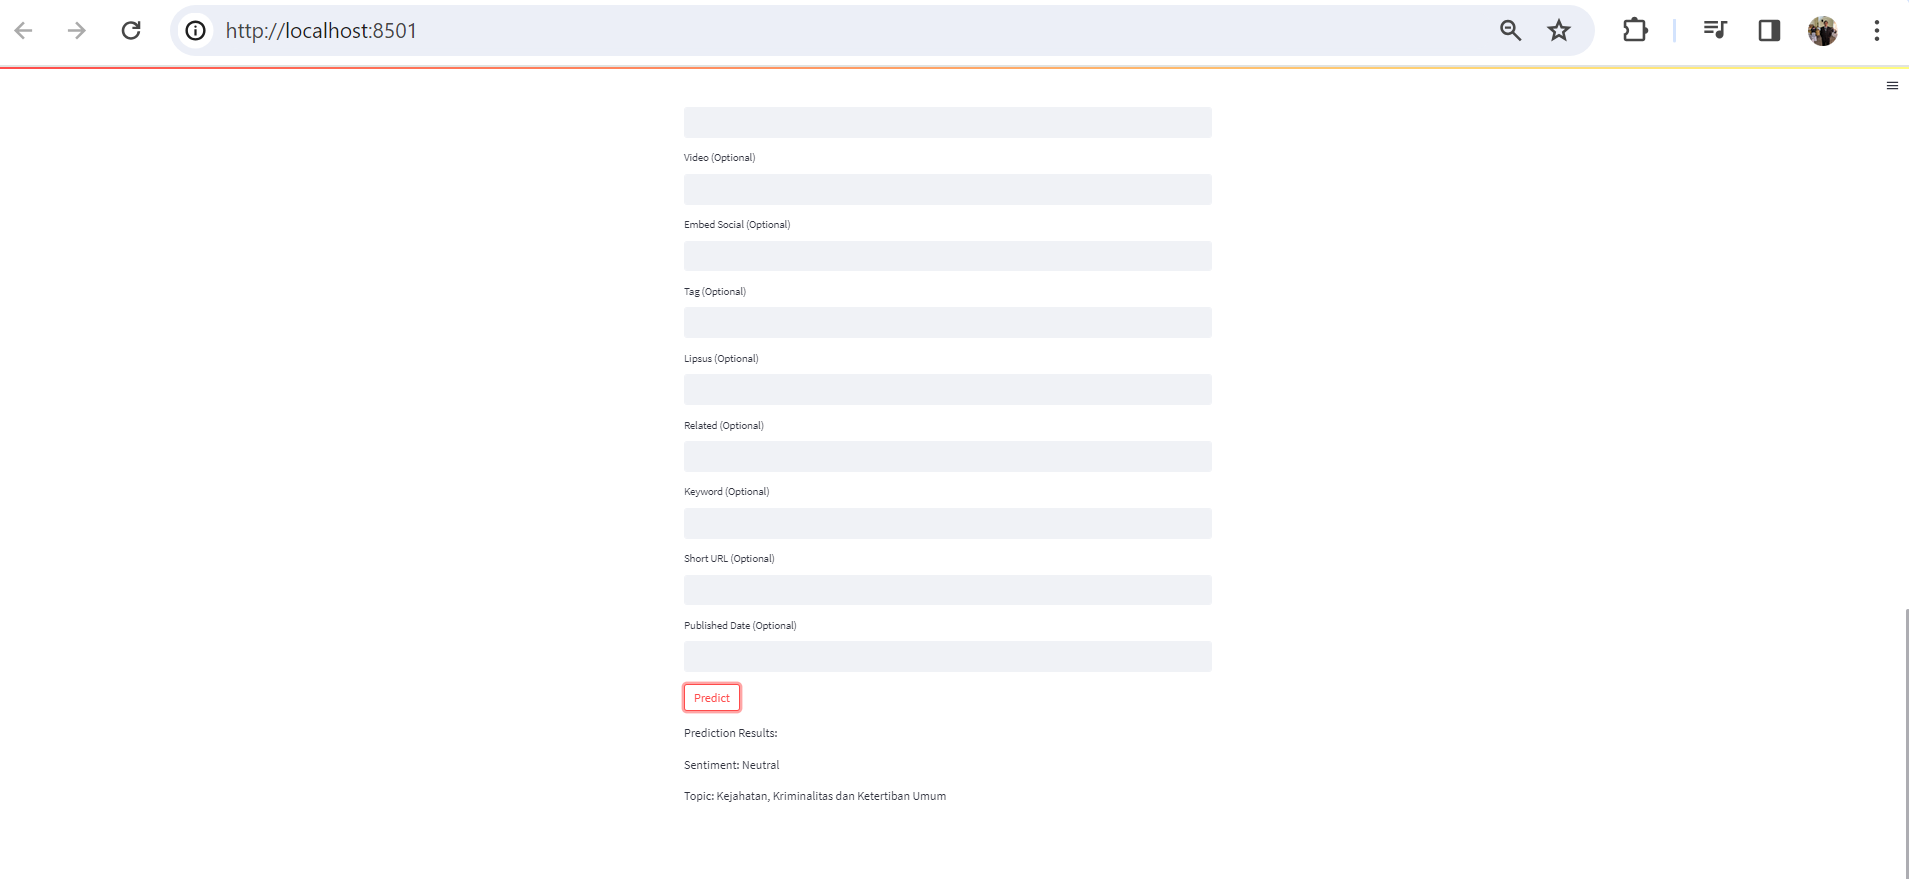 http://localhost:8501
Video (Optional)
Embed Social (Optional)
Tag (Optional)
Lipsus (Optional)
Related (Optional)
Keyword (Optional)
Short URL (Optional)
Published Date (Optional)
Predict
Prediction Results:
Sentiment: Neutral
Topic: Kejahatan, Kriminalitas dan Ketertiban Umum